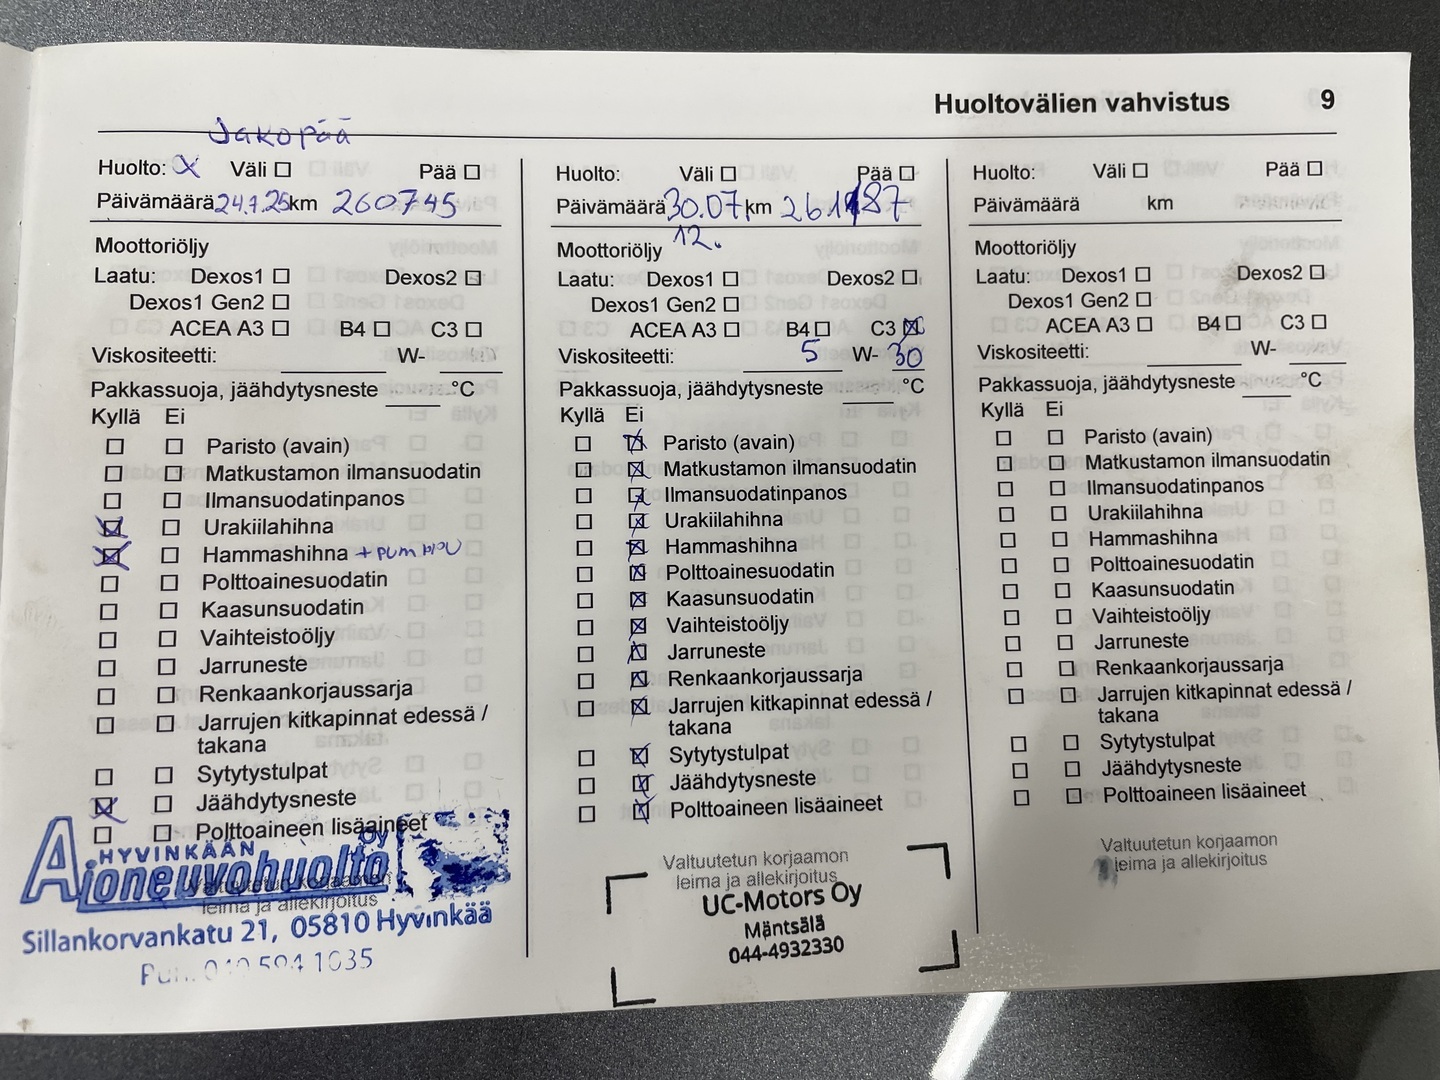 Huoltovälien vahvistus 9
Jakopää
Huolto: X Väli ☐ Pää ☐
Päivämäärä 24.7.25 km 260745
Moottoriöljy
Laatu: Dexos1 ☐ Dexos2 ☐
Dexos1 Gen2 ☐
ACEA A3 ☐ B4 ☐ C3 ☐
Viskositeetti: W-
Pakkassuoja, jäähdytysneste °C
Kyllä Ei
☐ ☐ Paristo (avain)
☐ ☐ Matkustamon ilmansuodatin
☐ ☐ Ilmansuodatinpanos
☒ ☐ Urakiilahihna
☒ ☐ Hammashihna + pumppu
☐ ☐ Polttoainesuodatin
☐ ☐ Kaasunsuodatin
☐ ☐ Vaihteistoöljy
☐ ☐ Jarruneste
☐ ☐ Renkaankorjaussarja
☐ ☐ Jarrujen kitkapinnat edessä /
takana
☐ ☐ Sytytystulpat
☒ ☐ Jäähdytysneste
☐ ☐ Polttoaineen lisäaineet
Valtuutetun korjaamon
leima ja allekirjoitus
HYVINKÄÄN
Ajoneuvohuolto Oy
Sillankorvankatu 21, 05810 Hyvinkää
Huolto: Väli ☐ Pää ☐
Päivämäärä 30.07. km
12.
Moottoriöljy
Laatu: Dexos1 ☐ Dexos2 ☐
Dexos1 Gen2 ☐
ACEA A3 ☐ B4 ☐ C3 ☒
Viskositeetti: 5 W- 30
Pakkassuoja, jäähdytysneste °C
Kyllä Ei
☐ ☒ Paristo (avain)
☐ ☒ Matkustamon ilmansuodatin
☐ ☒ Ilmansuodatinpanos
☐ ☒ Urakiilahihna
☐ ☒ Hammashihna
☐ ☒ Polttoainesuodatin
☐ ☒ Kaasunsuodatin
☐ ☒ Vaihteistoöljy
☐ ☒ Jarruneste
☐ ☒ Renkaankorjaussarja
☐ ☒ Jarrujen kitkapinnat edessä /
takana
☐ ☒ Sytytystulpat
☐ ☒ Jäähdytysneste
☐ ☒ Polttoaineen lisäaineet
Valtuutetun korjaamon
leima ja allekirjoitus
UC-Motors Oy
Mäntsälä
044-4932330
Huolto: Väli ☐ Pää ☐
Päivämäärä km
Moottoriöljy
Laatu: Dexos1 ☐ Dexos2 ☐
Dexos1 Gen2 ☐
ACEA A3 ☐ B4 ☐ C3 ☐
Viskositeetti: W-
Pakkassuoja, jäähdytysneste °C
Kyllä Ei
☐ ☐ Paristo (avain)
☐ ☐ Matkustamon ilmansuodatin
☐ ☐ Ilmansuodatinpanos
☐ ☐ Urakiilahihna
☐ ☐ Hammashihna
☐ ☐ Polttoainesuodatin
☐ ☐ Kaasunsuodatin
☐ ☐ Vaihteistoöljy
☐ ☐ Jarruneste
☐ ☐ Renkaankorjaussarja
☐ ☐ Jarrujen kitkapinnat edessä /
takana
☐ ☐ Sytytystulpat
☐ ☐ Jäähdytysneste
☐ ☐ Polttoaineen lisäaineet
Valtuutetun korjaamon
leima ja allekirjoitus